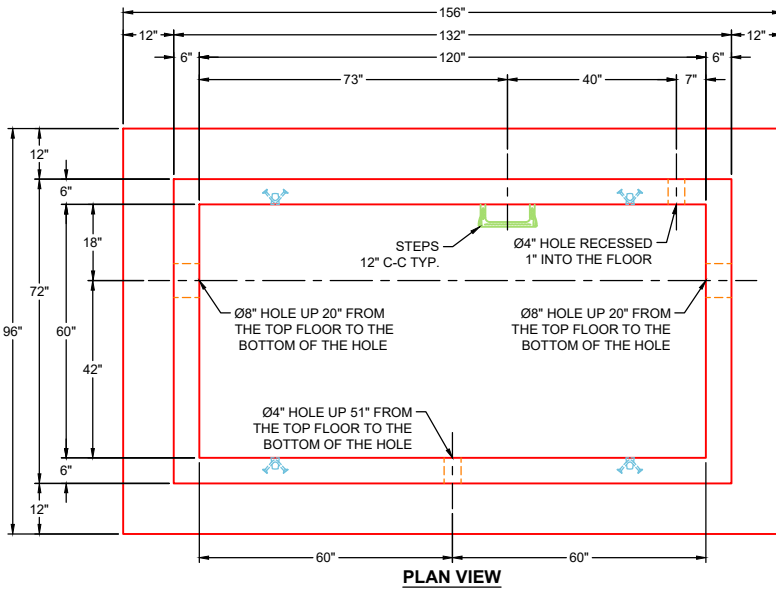 156"
12"
132"
12"
6"
120"
6"
73"
40"
7"
12"
6"
18"
72"
60"
96"
42"
6"
12"
STEPS
12" C-C TYP.
Ø4" HOLE RECESSED
1" INTO THE FLOOR
Ø8" HOLE UP 20" FROM
THE TOP FLOOR TO THE
BOTTOM OF THE HOLE
Ø8" HOLE UP 20" FROM
THE TOP FLOOR TO THE
BOTTOM OF THE HOLE
Ø4" HOLE UP 51" FROM
THE TOP FLOOR TO THE
BOTTOM OF THE HOLE
60"
60"
PLAN VIEW